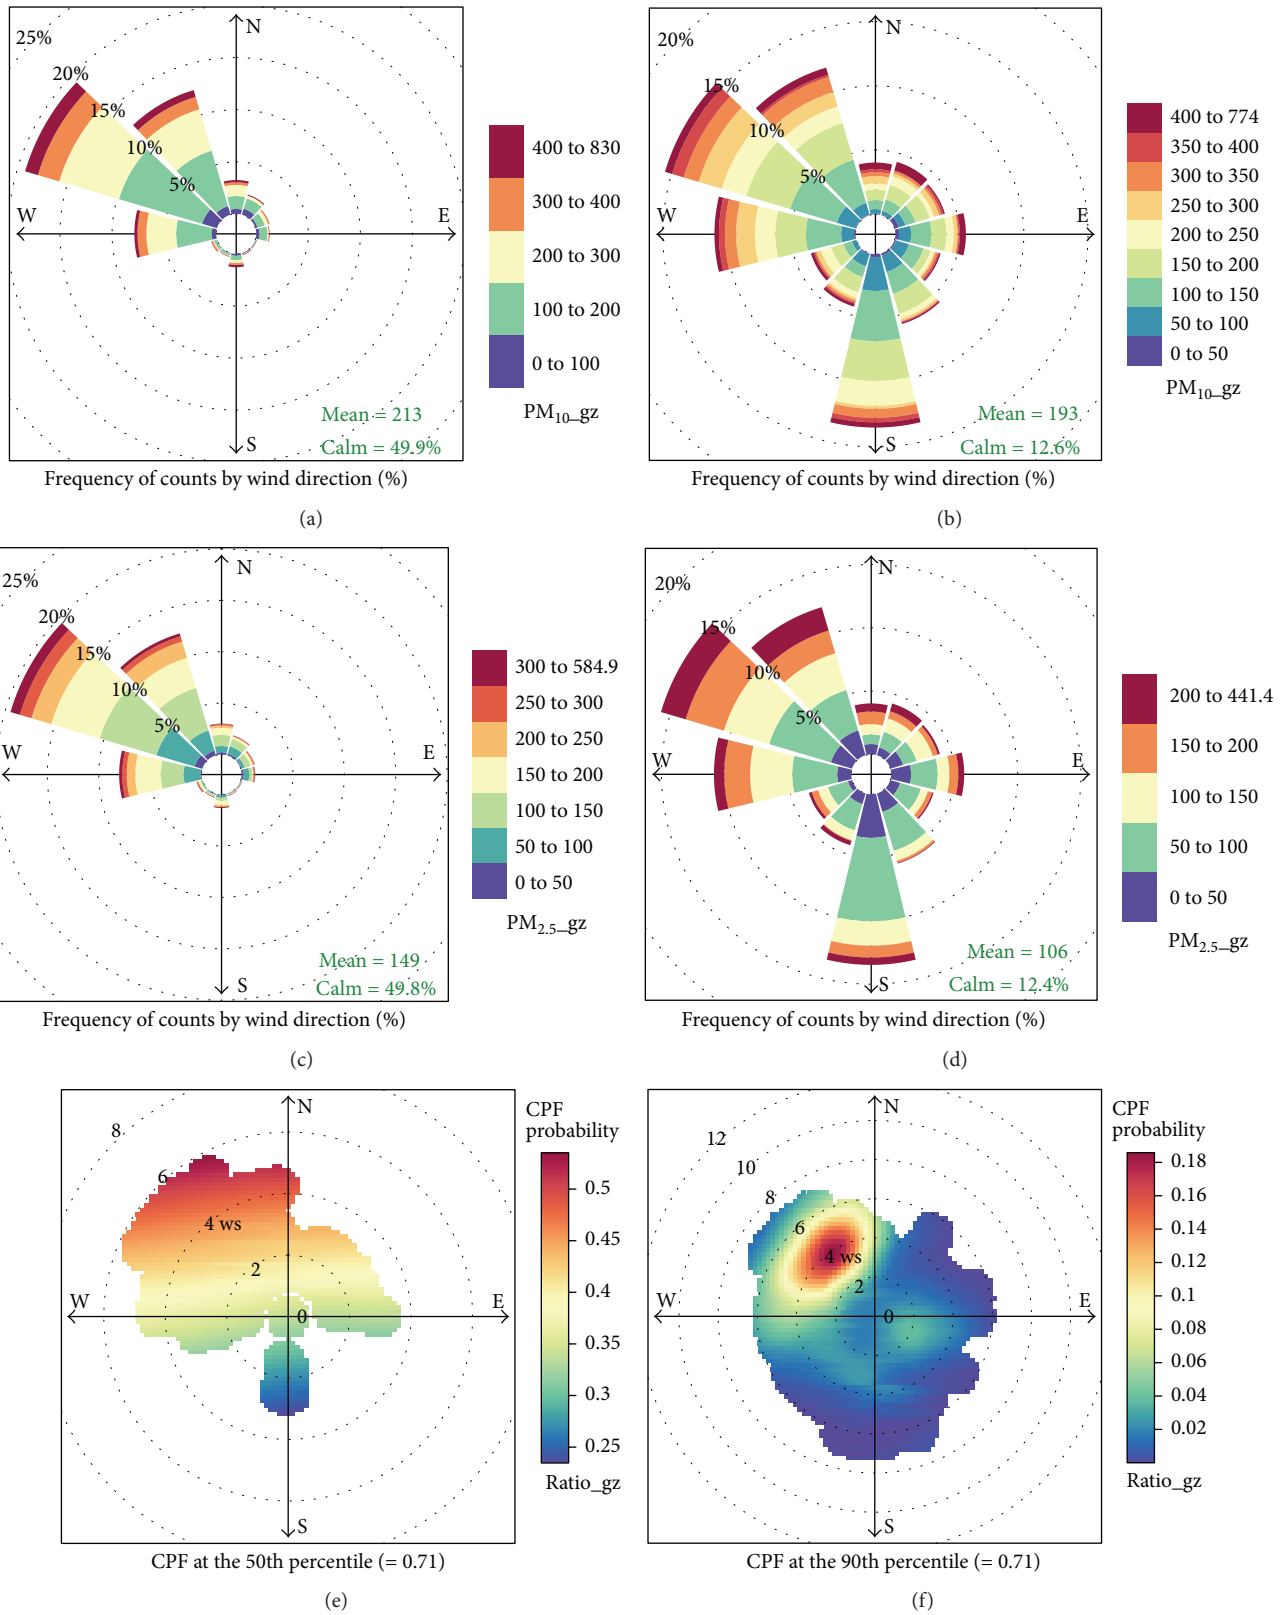 25%
20%
15%
10%
5%
N
W
E
S
Mean = 213
Calm = 49.9%
400 to 830
300 to 400
200 to 300
100 to 200
0 to 100
PM10_gz
Frequency of counts by wind direction (%)
(a)
20%
15%
10%
5%
N
W
E
S
Mean = 193
Calm = 12.6%
400 to 774
350 to 400
300 to 350
250 to 300
200 to 250
150 to 200
100 to 150
50 to 100
0 to 50
PM10_gz
Frequency of counts by wind direction (%)
(b)
25%
20%
15%
10%
5%
N
W
E
S
Mean = 149
Calm = 49.8%
300 to 584.9
250 to 300
200 to 250
150 to 200
100 to 150
50 to 100
0 to 50
PM2.5_gz
Frequency of counts by wind direction (%)
(c)
20%
15%
10%
5%
N
W
E
S
Mean = 106
Calm = 12.4%
200 to 441.4
150 to 200
100 to 150
50 to 100
0 to 50
PM2.5_gz
Frequency of counts by wind direction (%)
(d)
8
6
4 ws
2
0
N
W
E
S
CPF
probability
0.5
0.45
0.4
0.35
0.3
0.25
Ratio_gz
CPF at the 50th percentile (= 0.71)
(e)
12
10
8
6
4 ws
2
0
N
W
E
S
CPF
probability
0.18
0.16
0.14
0.12
0.1
0.08
0.06
0.04
0.02
Ratio_gz
CPF at the 90th percentile (= 0.71)
(f)